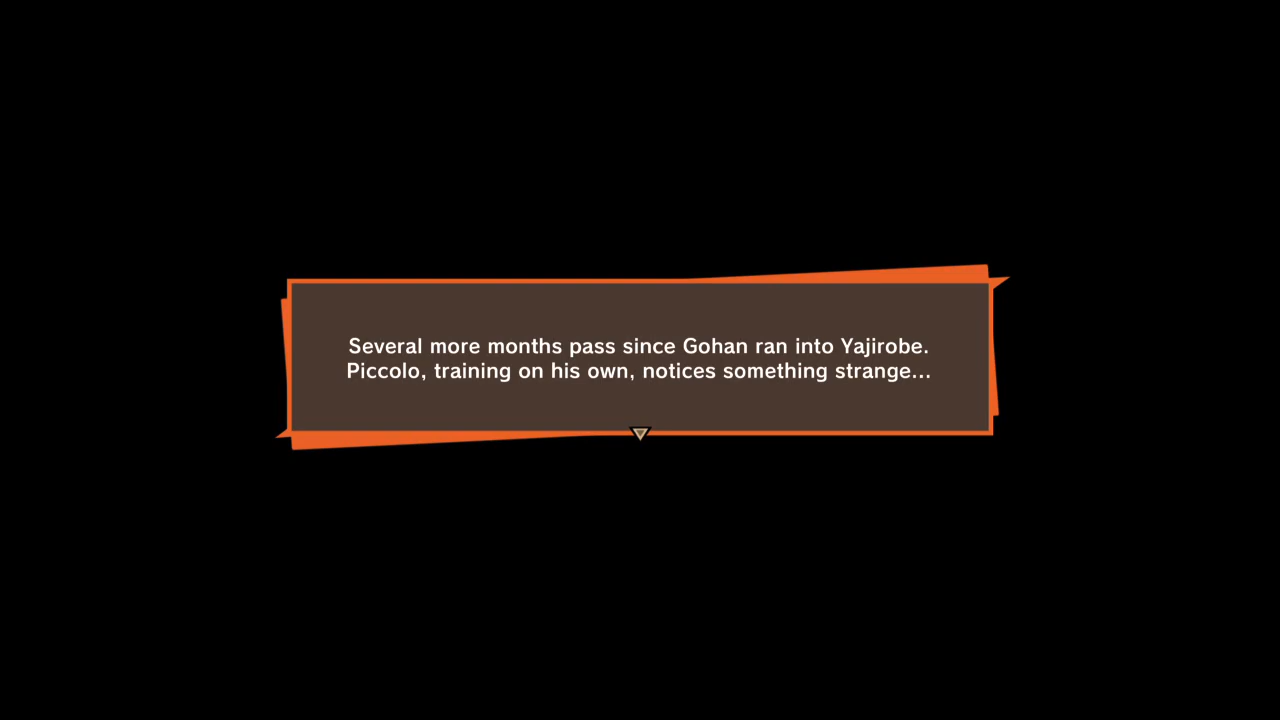 Several more months pass since Gohan ran into Yajirobe.
Piccolo, training on his own, notices something strange...